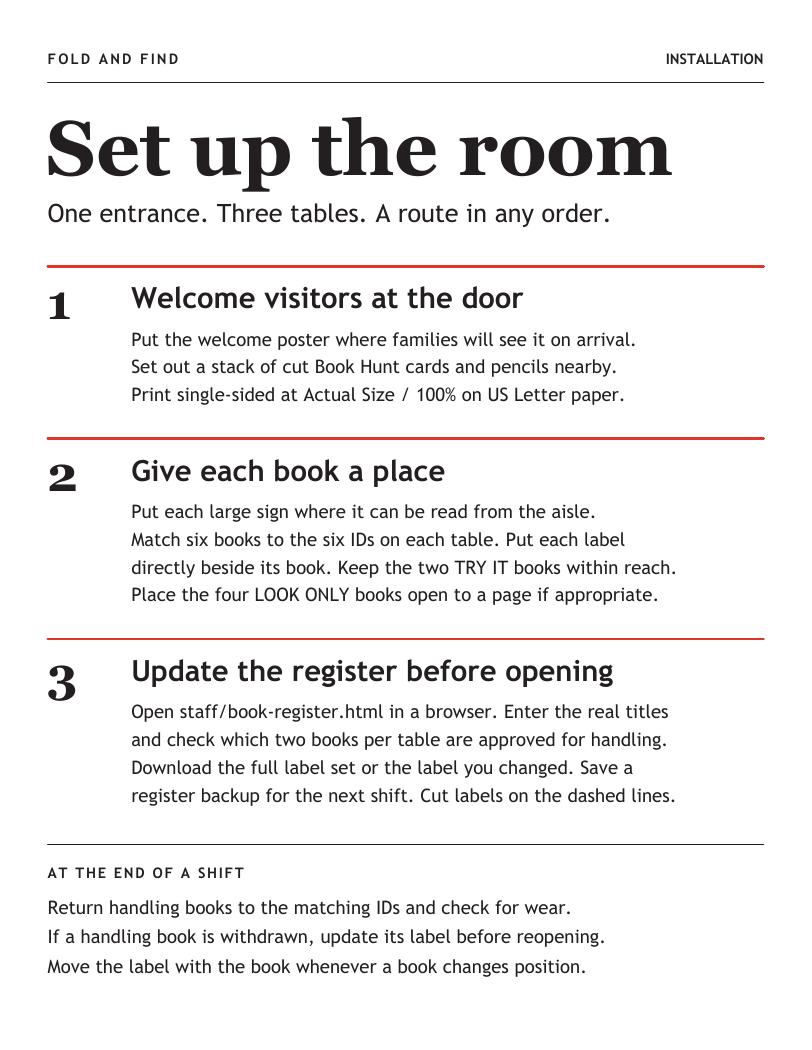 FOLD AND FIND
INSTALLATION
Set up the room
One entrance. Three tables. A route in any order.
1
Welcome visitors at the door
Put the welcome poster where families will see it on arrival.
Set out a stack of cut Book Hunt cards and pencils nearby.
Print single-sided at Actual Size / 100% on US Letter paper.
2
Give each book a place
Put each large sign where it can be read from the aisle.
Match six books to the six IDs on each table. Put each label
directly beside its book. Keep the two TRY IT books within reach.
Place the four LOOK ONLY books open to a page if appropriate.
3
Update the register before opening
Open staff/book-register.html in a browser. Enter the real titles
and check which two books per table are approved for handling.
Download the full label set or the label you changed. Save a
register backup for the next shift. Cut labels on the dashed lines.
AT THE END OF A SHIFT
Return handling books to the matching IDs and check for wear.
If a handling book is withdrawn, update its label before reopening.
Move the label with the book whenever a book changes position.